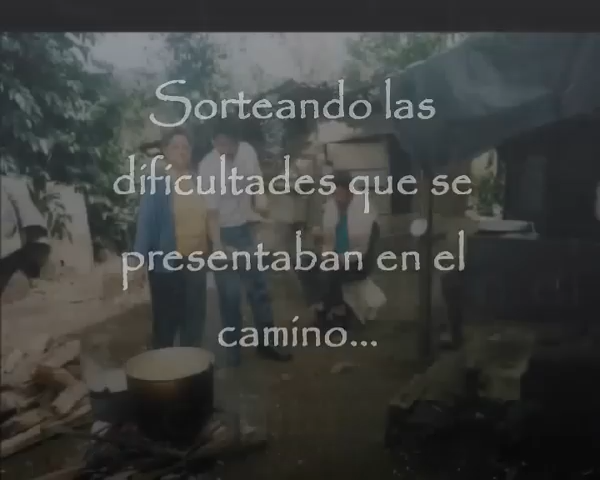 Sorteando las
dificultades que se
presentaban en el
camino...